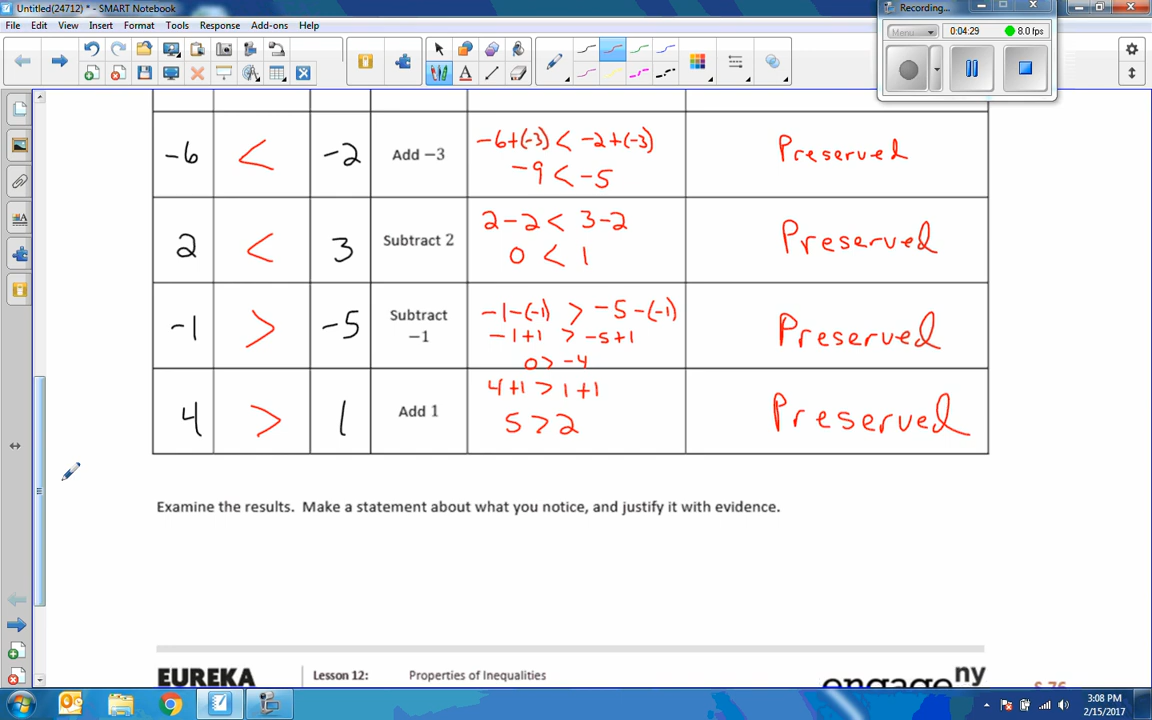 Untitled(24712) * - SMART Notebook
Recording...
File Edit View Insert Format Tools Response Add-ons Help
Menu
0:04:29
8.0 fps
-6 < -2 Add −3 -6+(-3) < -2+(-3) Preserved
-9 < -5
2 < 3 Subtract 2 2-2 < 3-2 Preserved
0 < 1
-1 > -5 Subtract −1 -1-(-1) > -5-(-1) Preserved
-1+1 > -5+1
0 > -4
4 > 1 Add 1 4+1 > 1+1 Preserved
5 > 2
Examine the results. Make a statement about what you notice, and justify it with evidence.
EUREKA
Lesson 12: Properties of Inequalities
engage ny
S.76
3:08 PM
2/15/2017